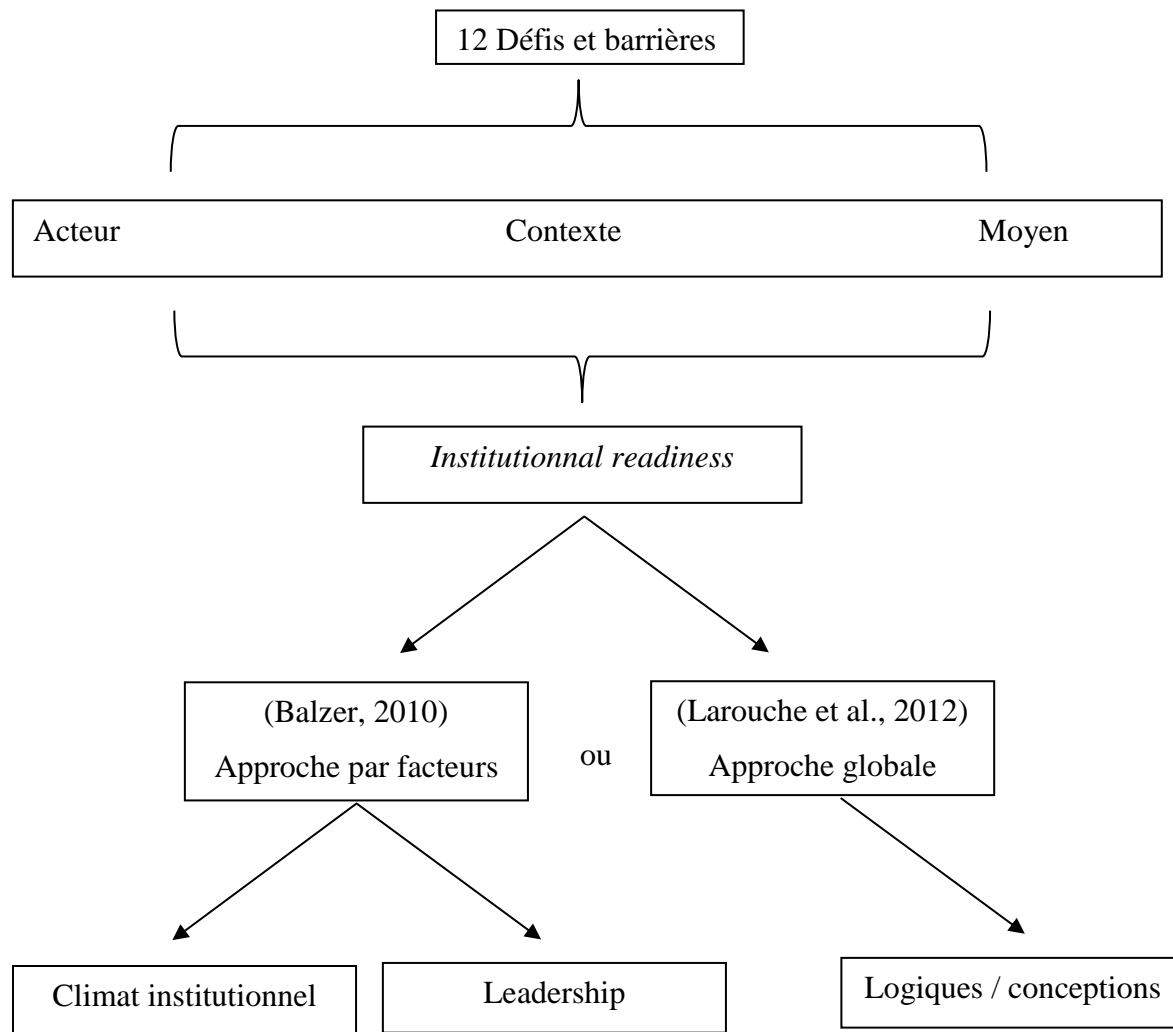 12 Défis et barrières
Acteur Contexte Moyen
Institutionnal readiness
(Balzer, 2010)
Approche par facteurs
ou
(Larouche et al., 2012)
Approche globale
Climat institutionnel
Leadership
Logiques / conceptions